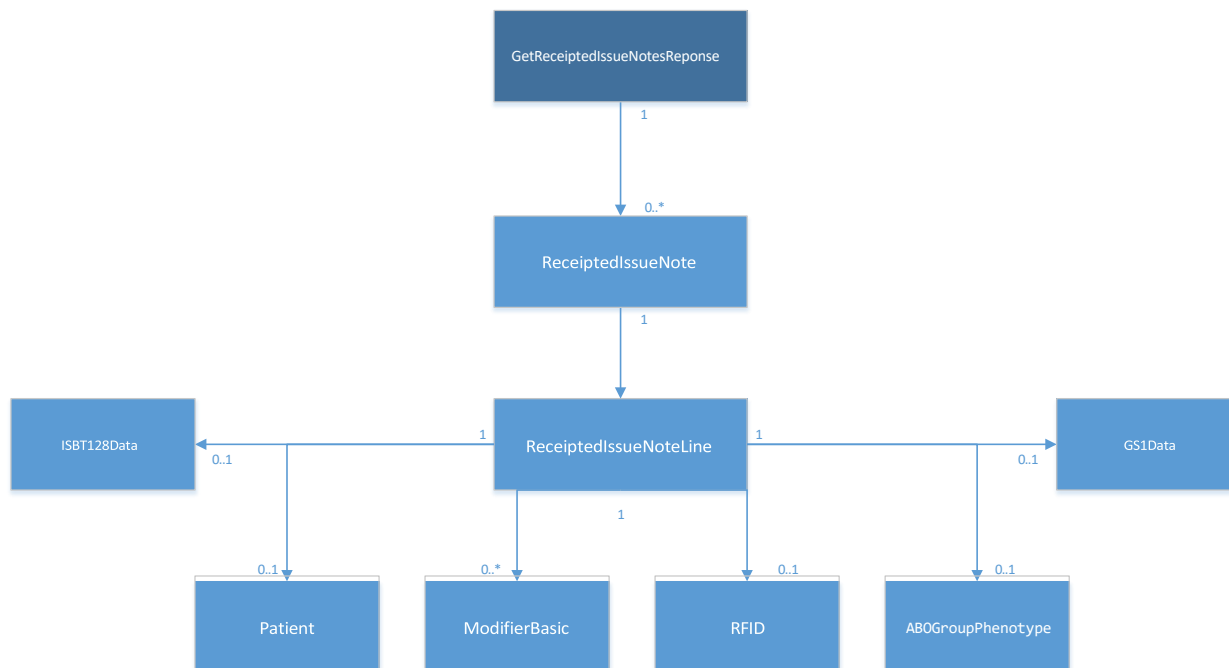 GetReceiptedIssueNotesReponse
1
0..*
ReceiptedIssueNote
1
ISBT128Data
0..1
1
ReceiptedIssueNoteLine
1
0..1
GS1Data
1
0..1
0..*
0..1
0..1
Patient
ModifierBasic
RFID
ABOGroupPhenotype